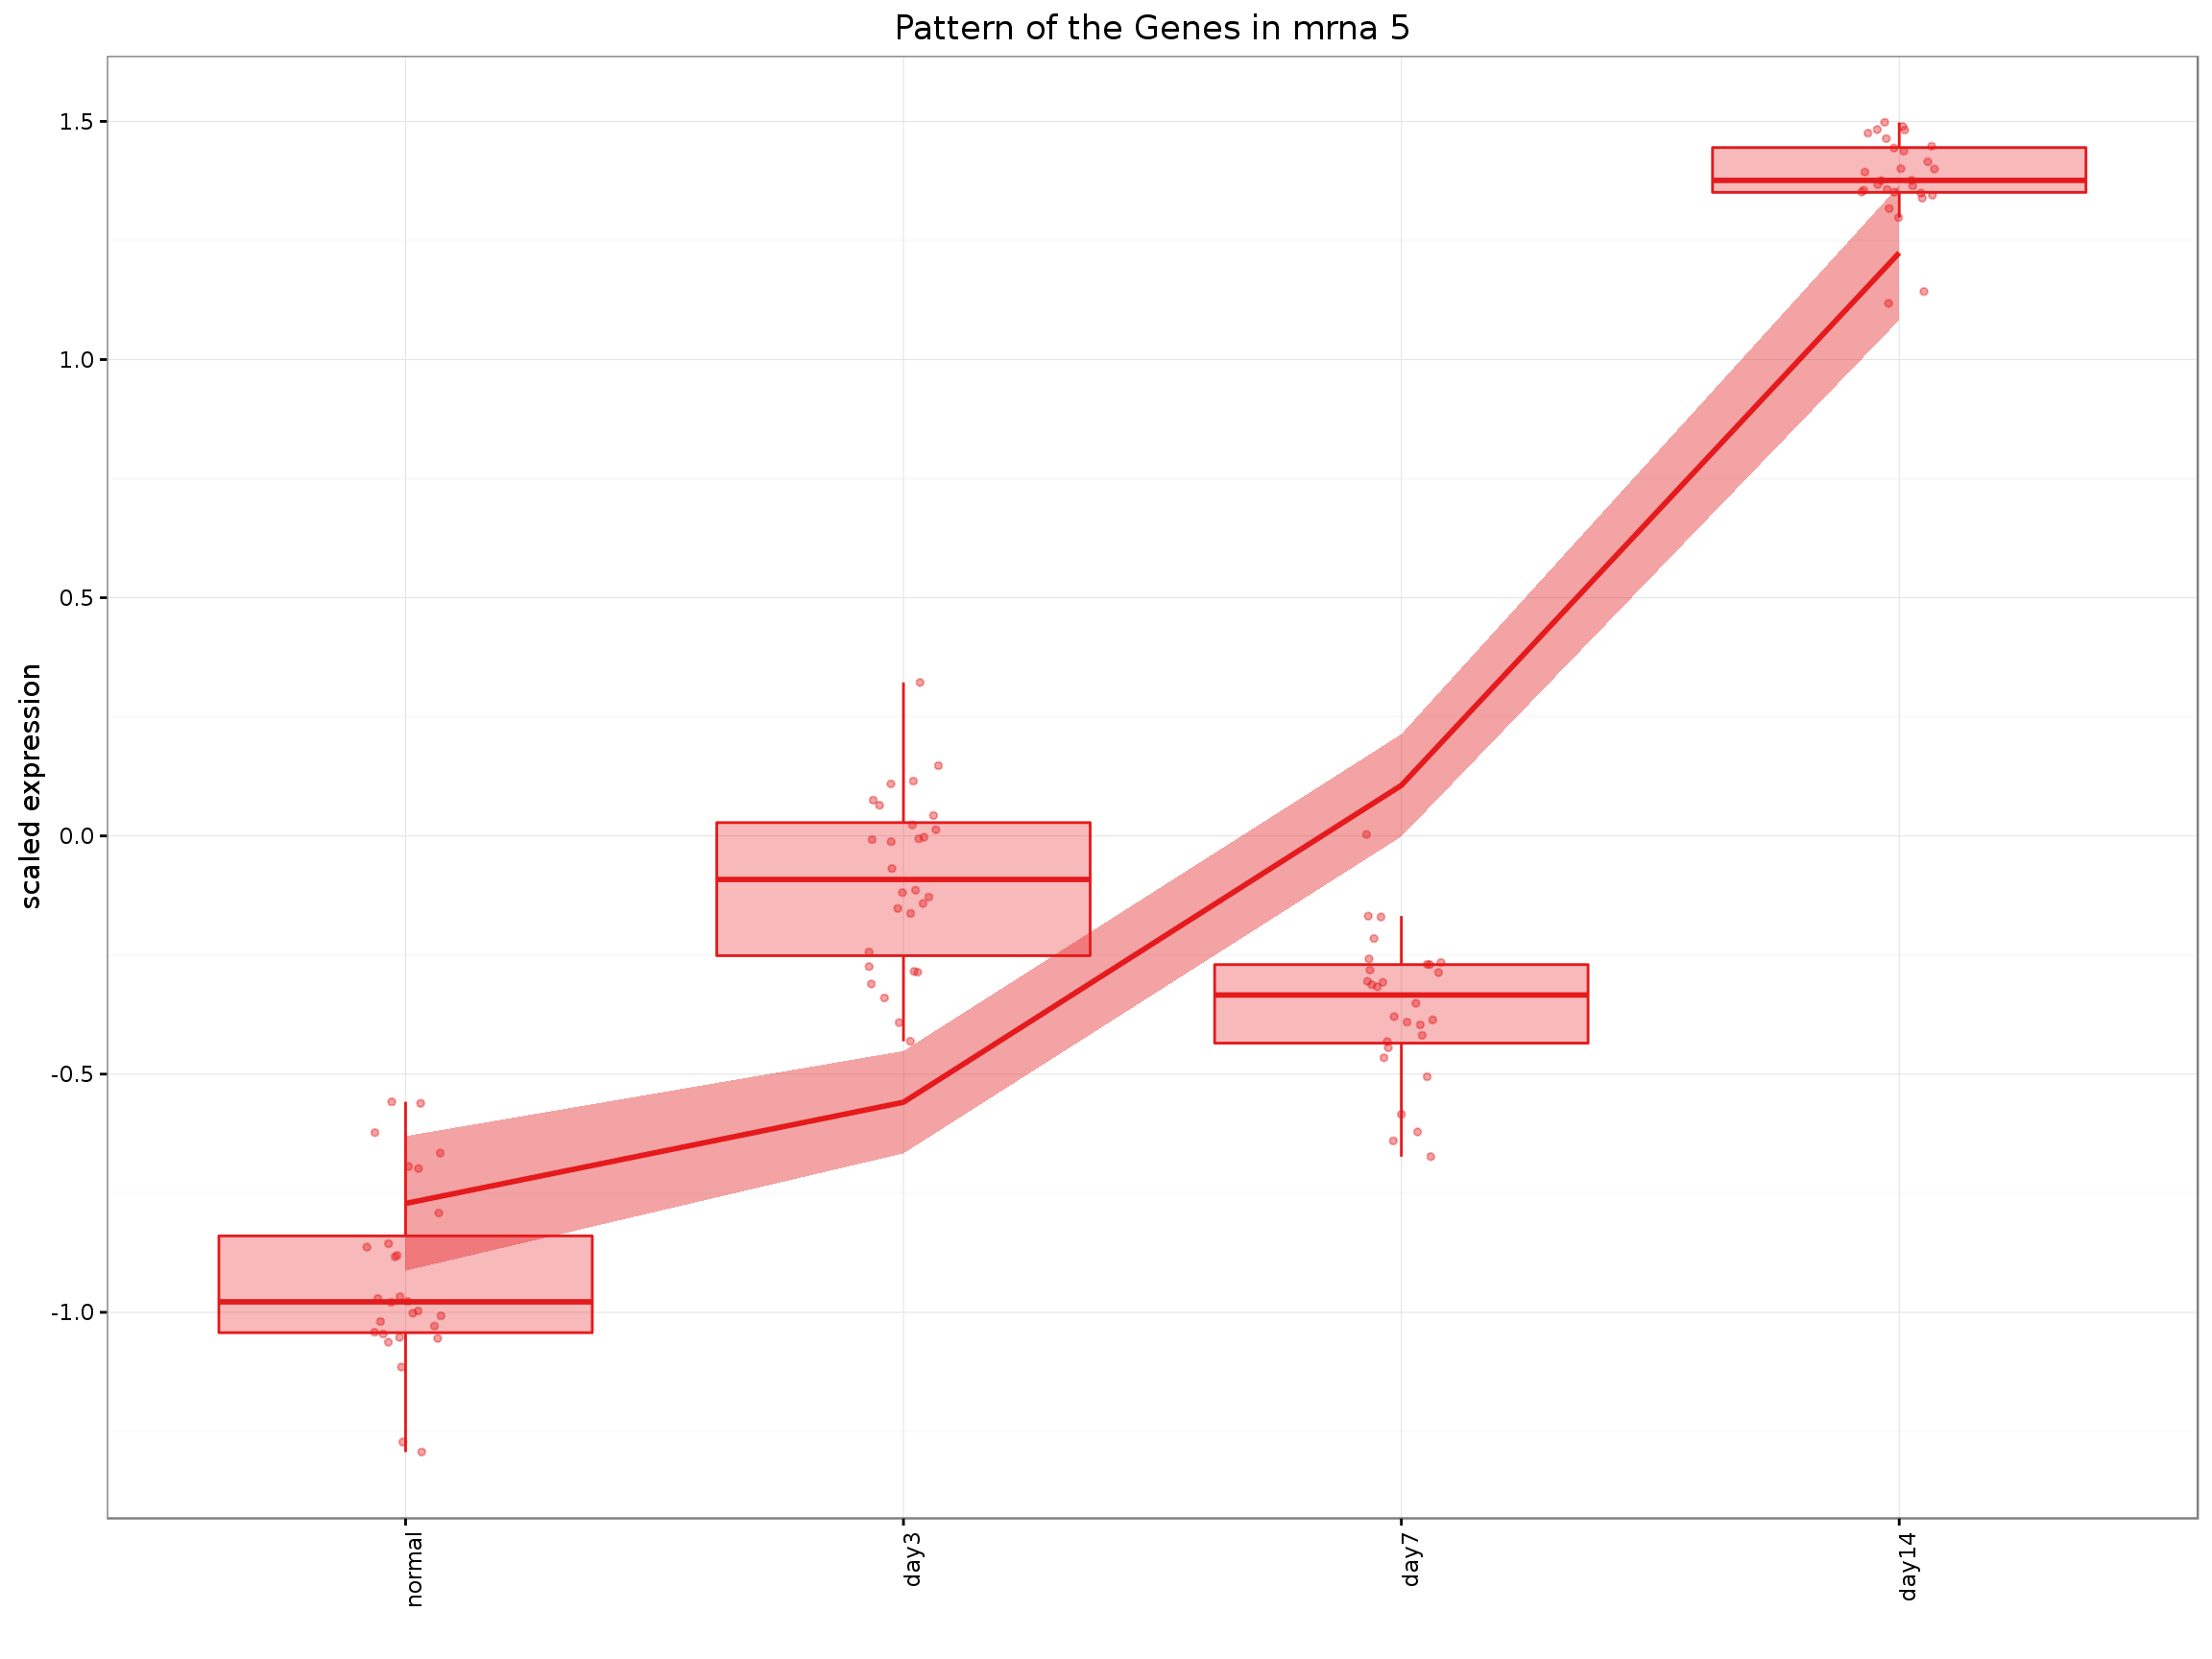 Pattern of the Genes in mrna 5
scaled expression
1.5
1.0
0.5
0.0
-0.5
-1.0
normal
day3
day7
day14